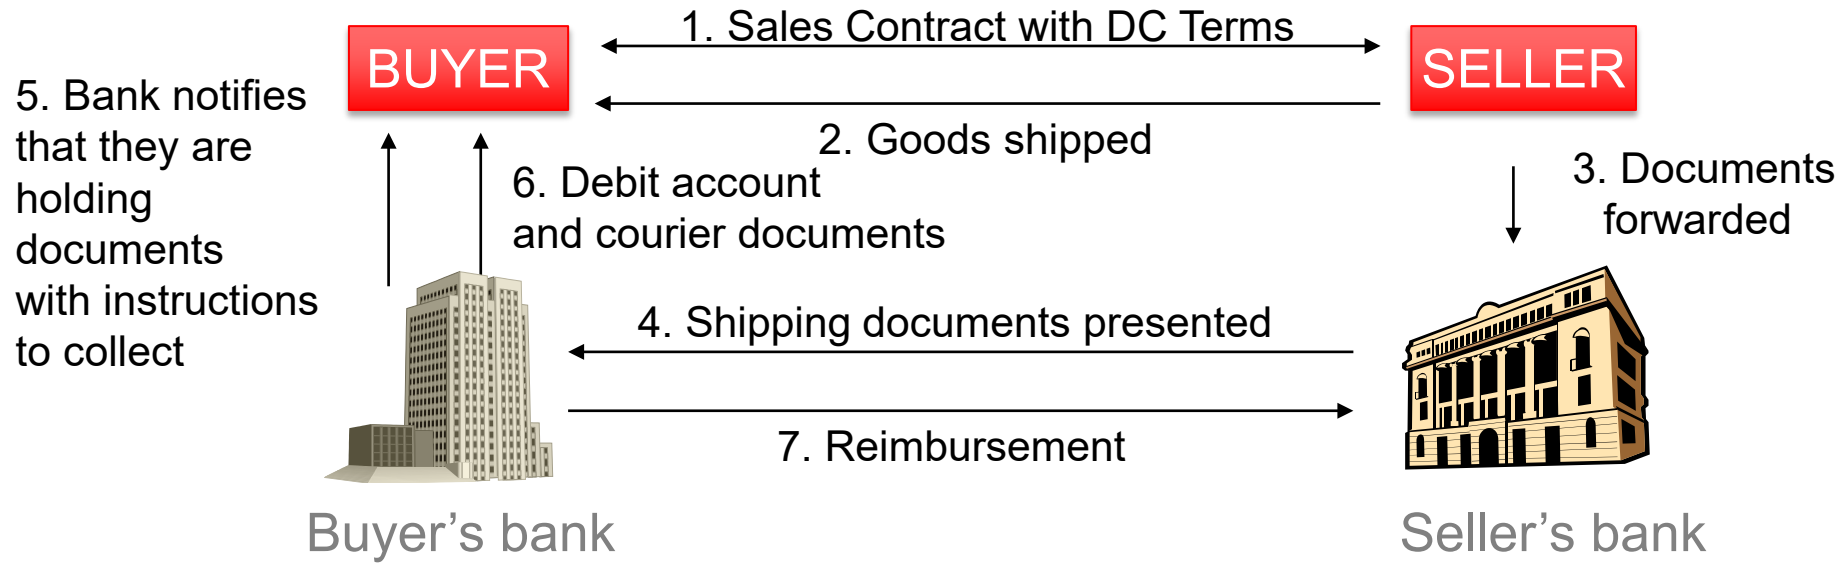 1. Sales Contract with DC Terms
BUYER
SELLER
2. Goods shipped
5. Bank notifies
that they are
holding
documents
with instructions
to collect
6. Debit account
and courier documents
3. Documents
forwarded
4. Shipping documents presented
7. Reimbursement
Buyer’s bank
Seller’s bank